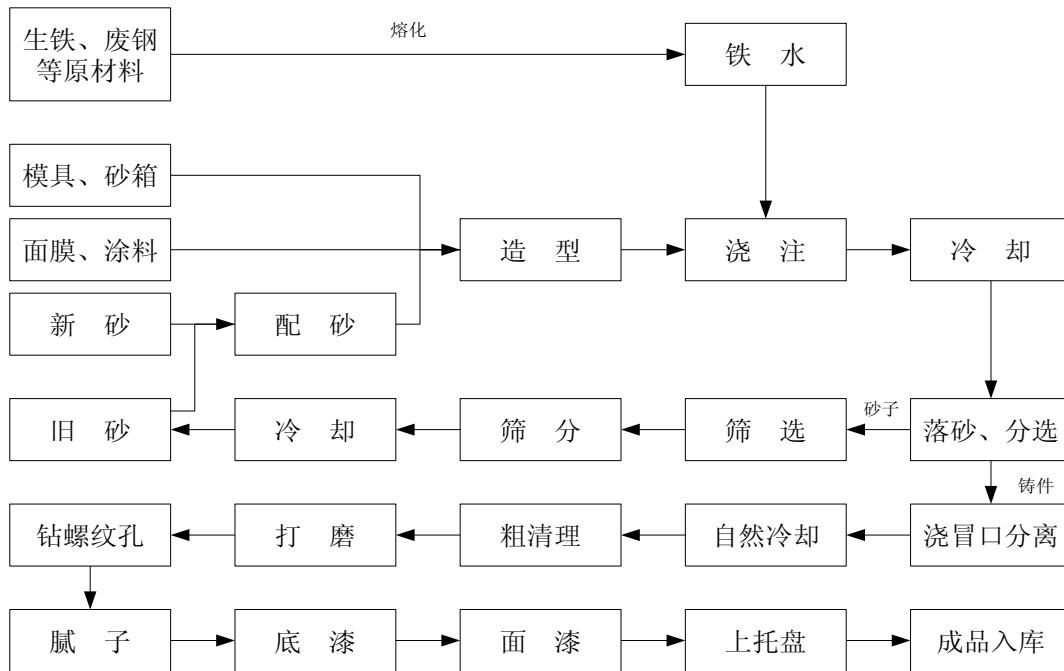 生铁、废钢
等原材料
熔化
铁 水
模具、砂箱
面膜、涂料
造 型
浇 注
冷 却
新 砂
配 砂
旧 砂
冷 却
筛 分
筛 选
砂子
落砂、分选
铸件
钻螺纹孔
打 磨
粗清理
自然冷却
浇冒口分离
腻 子
底 漆
面 漆
上托盘
成品入库